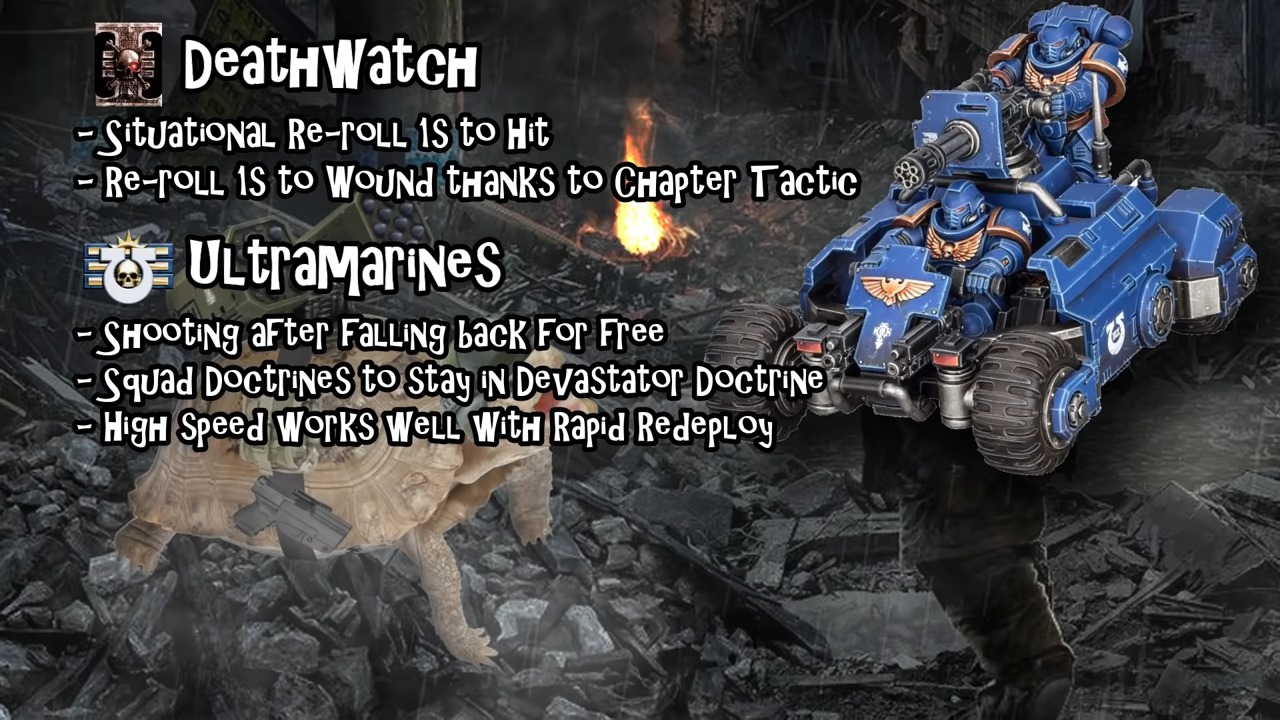 Deathwatch
- Situational Re-roll 1s to Hit
- Re-roll 1s to Wound thanks to Chapter Tactic
Ultramarines
- Shooting after Falling back For Free
- Squad Doctrines to Stay in Devastator Doctrine
- High Speed Works Well With Rapid Redeploy